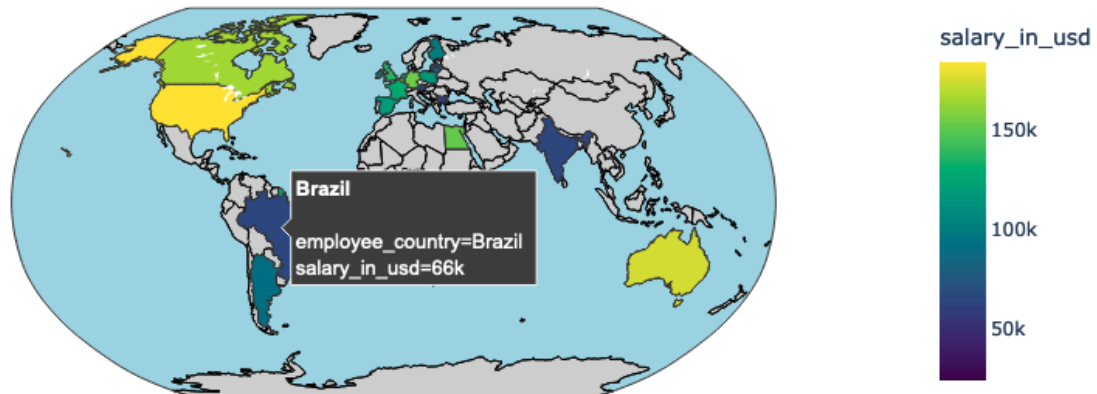 salary_in_usd
150k
100k
50k
Brazil
employee_country=Brazil
salary_in_usd=66k